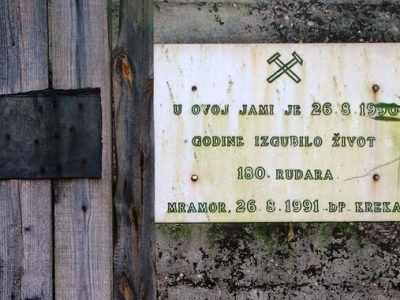 U OVOJ JAMI JE 26.8.1990
GODINE IZGUBILO ŽIVOT
180 RUDARA
MRAMOR, 26.8.1991 DP KREKA